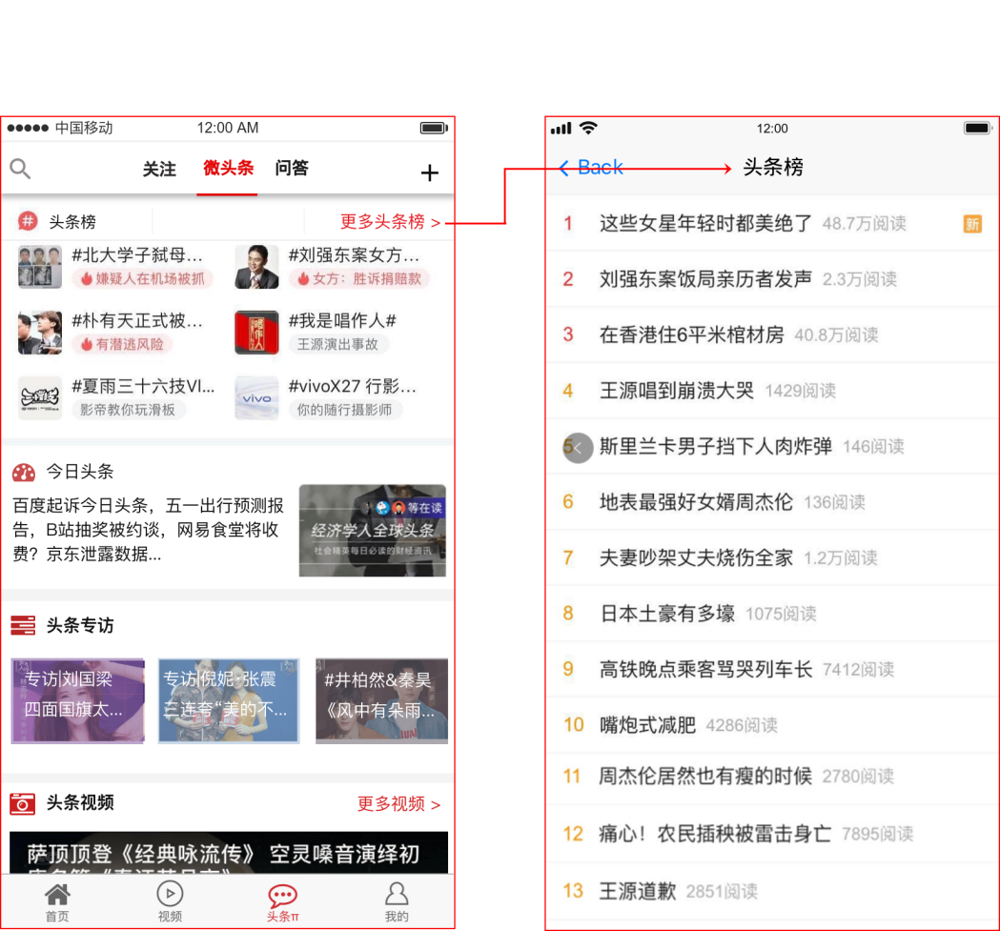 中国移动 12:00 AM
关注 微头条 问答 +
# 头条榜 更多头条榜 >
#北大学子弑母...
嫌疑人在机场被抓
#刘强东案女方...
女方：胜诉捐赔款
#朴有天正式被...
有潜逃风险
#我是唱作人#
王源演出事故
#夏雨三十六技VI...
影帝教你玩滑板
vivo
#vivoX27 行影...
你的随行摄影师
今日头条
百度起诉今日头条，五一出行预测报
告，B站抽奖被约谈，网易食堂将收
费？京东泄露数据...
等在读
经济学人全球头条
社会精英每日必读的财经资讯
头条专访
专访|刘国梁
四面国旗太...
专访|倪妮·张震
三连夸“美的不...
#井柏然&秦昊
《风中有朵雨...
头条视频 更多视频 >
萨顶顶登《经典咏流传》 空灵嗓音演绎初
首页 视频 头条π 我的
12:00
Back 头条榜
1 这些女星年轻时都美绝了 48.7万阅读 新
2 刘强东案饭局亲历者发声 2.3万阅读
3 在香港住6平米棺材房 40.8万阅读
4 王源唱到崩溃大哭 1429阅读
5 斯里兰卡男子挡下人肉炸弹 146阅读
6 地表最强好女婿周杰伦 136阅读
7 夫妻吵架丈夫烧伤全家 1.2万阅读
8 日本土豪有多壕 1075阅读
9 高铁晚点乘客骂哭列车长 7412阅读
10 嘴炮式减肥 4286阅读
11 周杰伦居然也有瘦的时候 2780阅读
12 痛心！农民插秧被雷击身亡 7895阅读
13 王源道歉 2851阅读